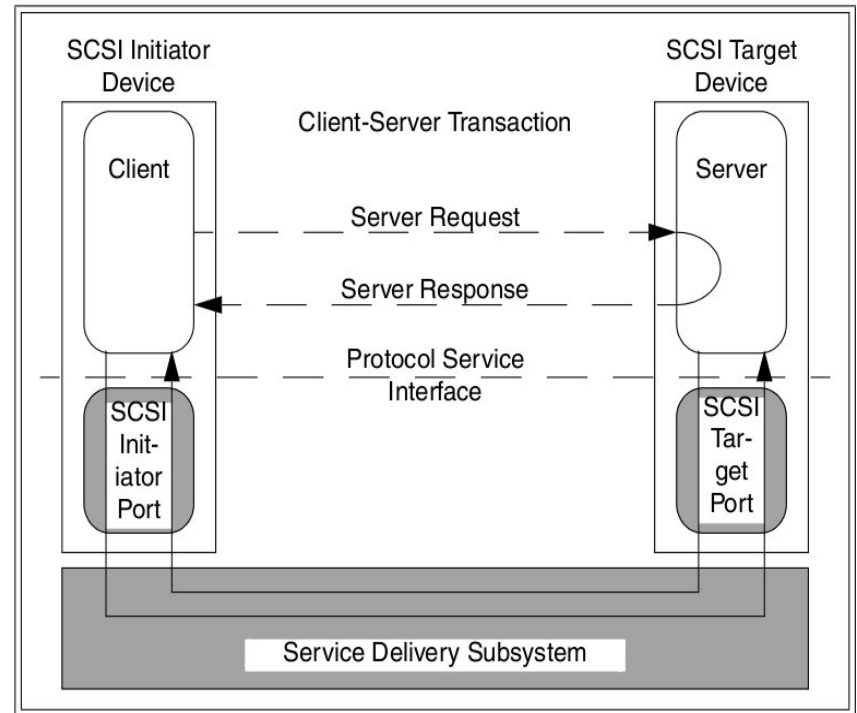 SCSI Initiator
Device
SCSI Target
Device
Client-Server Transaction
Client
Server
Server Request
Server Response
Protocol Service
Interface
SCSI
Init-
iator
Port
SCSI
Tar-
get
Port
Service Delivery Subsystem